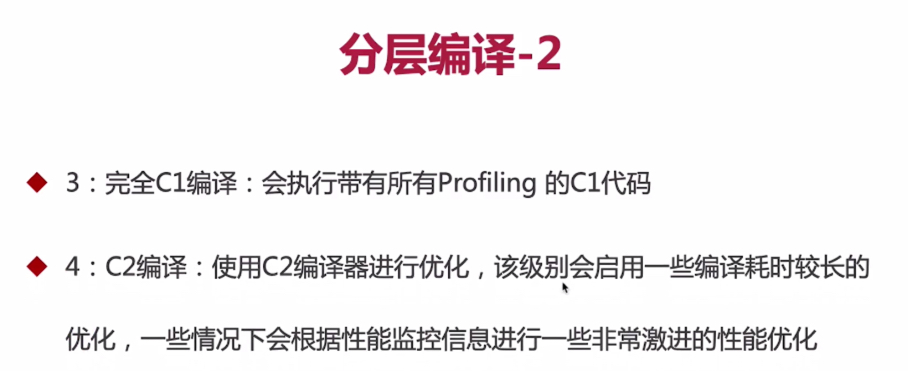 分层编译-2
3：完全C1编译：会执行带有所有Profiling 的C1代码
4：C2编译：使用C2编译器进行优化，该级别会启用一些编译耗时较长的
优化，一些情况下会根据性能监控信息进行一些非常激进的性能优化